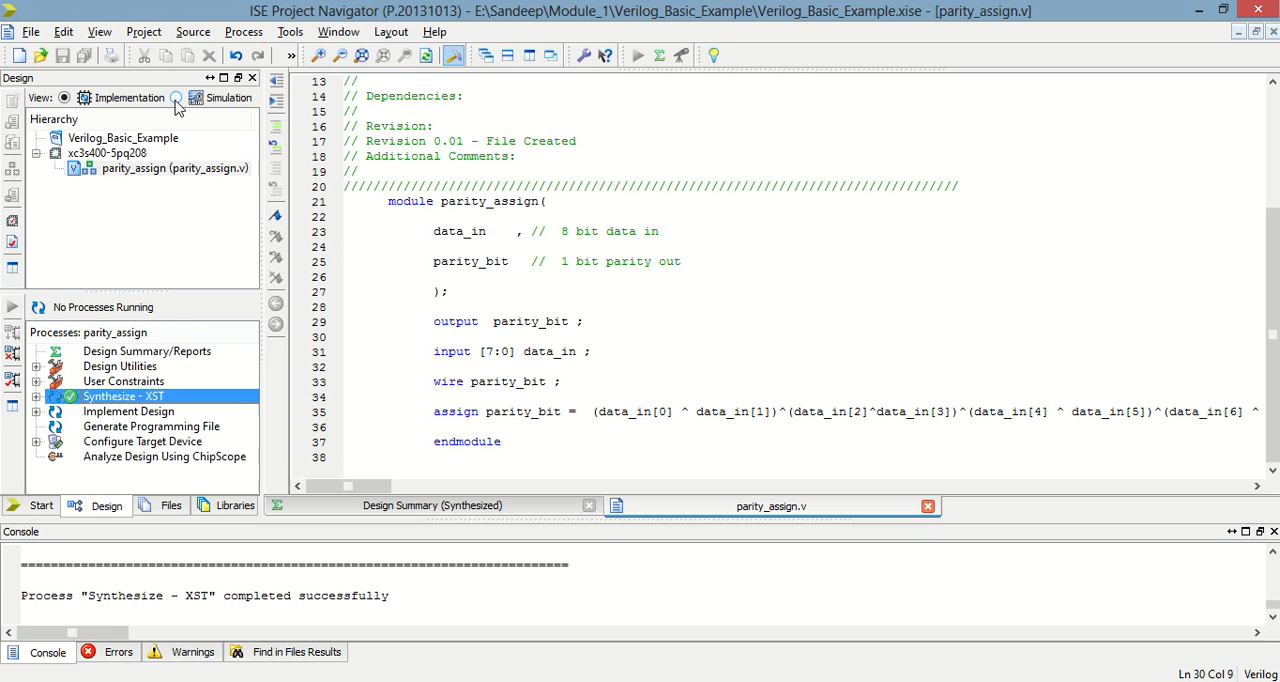 ISE Project Navigator (P.20131013) - E:\Sandeep\Module_1\Verilog_Basic_Example\Verilog_Basic_Example.xise - [parity_assign.v]
File Edit View Project Source Process Tools Window Layout Help
Design
View: Implementation Simulation
Hierarchy
Verilog_Basic_Example
xc3s400-5pq208
parity_assign (parity_assign.v)
No Processes Running
Processes: parity_assign
Design Summary/Reports
Design Utilities
User Constraints
Synthesize - XST
Implement Design
Generate Programming File
Configure Target Device
Analyze Design Using ChipScope
Start Design Files Libraries
13 //
14 // Dependencies:
15 //
16 // Revision:
17 // Revision 0.01 - File Created
18 // Additional Comments:
19 //
20 //////////////////////////////////////////////////////////////////////////////////
21 module parity_assign(
22
23 data_in , // 8 bit data in
24
25 parity_bit // 1 bit parity out
26
27 );
28
29 output parity_bit ;
30
31 input [7:0] data_in ;
32
33 wire parity_bit ;
34
35 assign parity_bit = (data_in[0] ^ data_in[1])^(data_in[2]^data_in[3])^(data_in[4] ^ data_in[5])^(data_in[6] ^
36
37 endmodule
38
Design Summary (Synthesized) parity_assign.v
Console
=========================================================================
Process "Synthesize - XST" completed successfully
Console Errors Warnings Find in Files Results
Ln 30 Col 9 Verilog